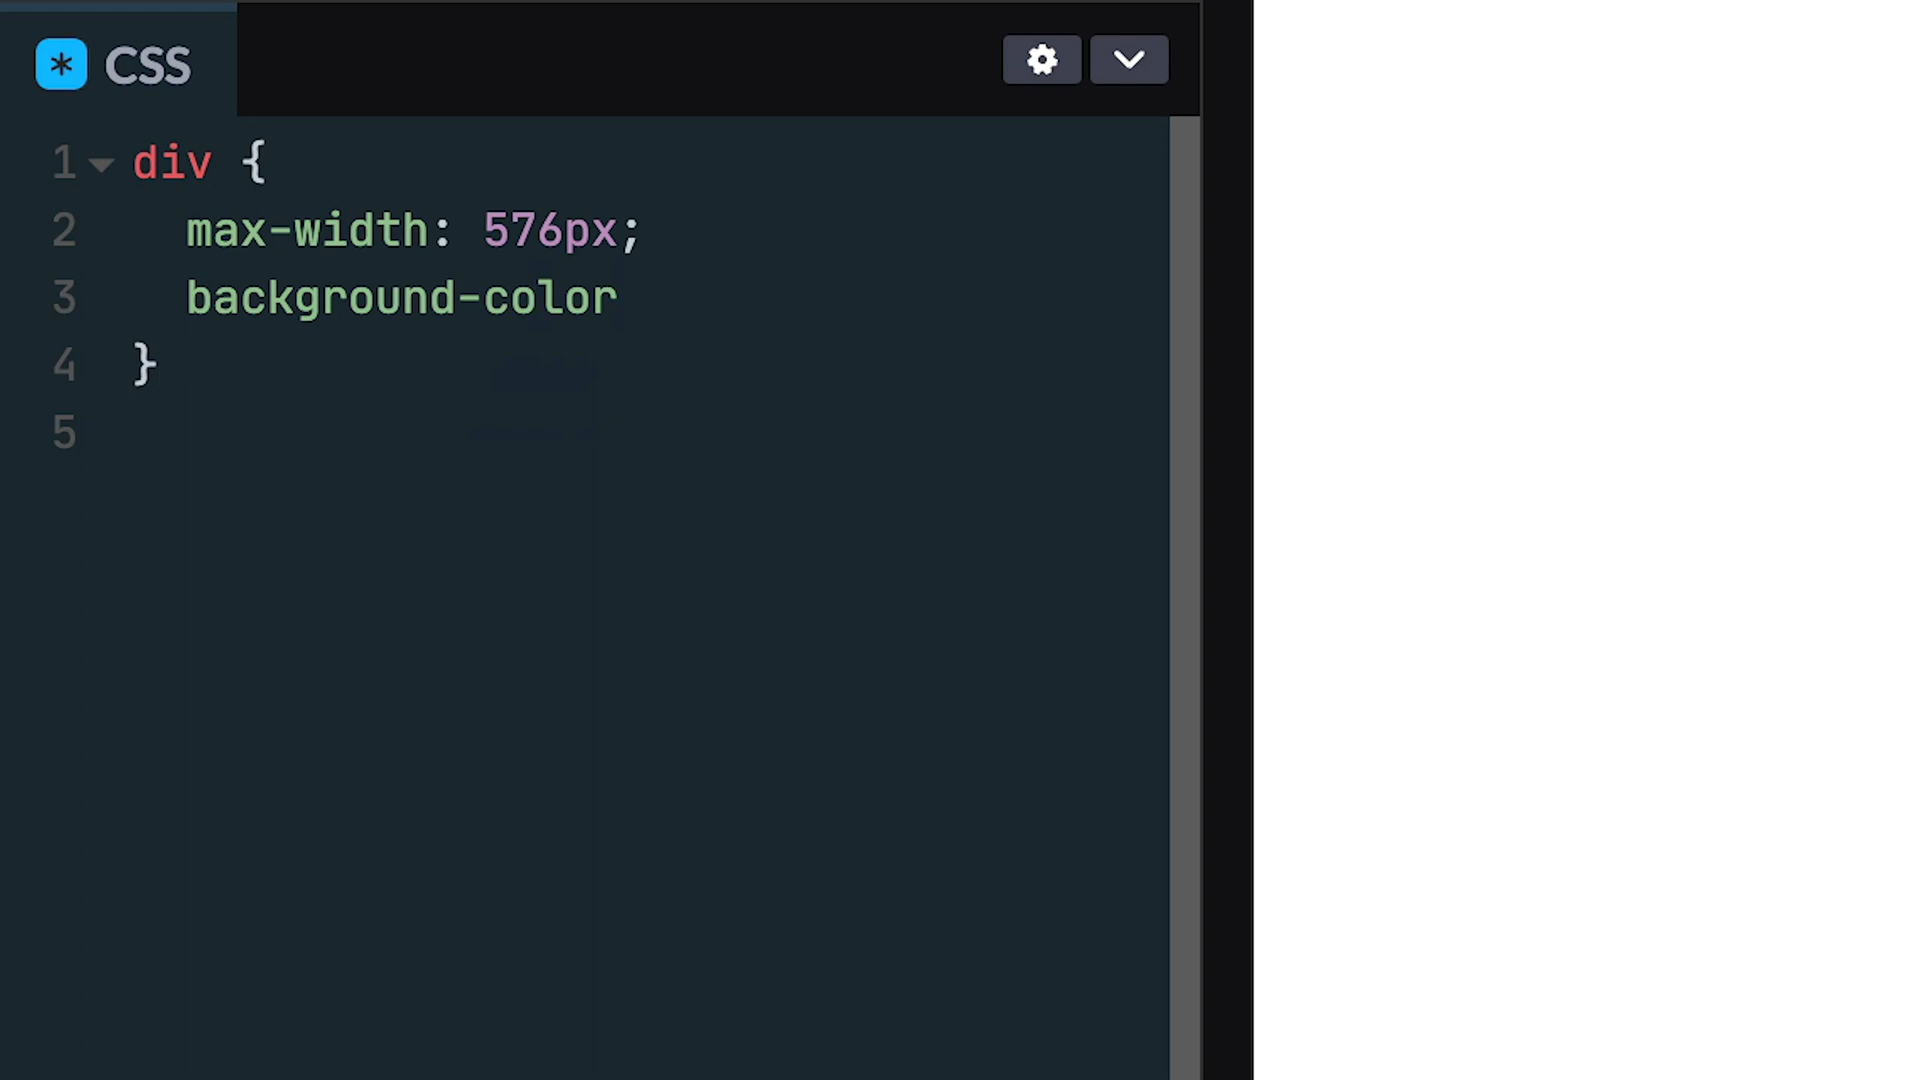 * CSS
1 div {
2 max-width: 576px;
3 background-color
4 }
5